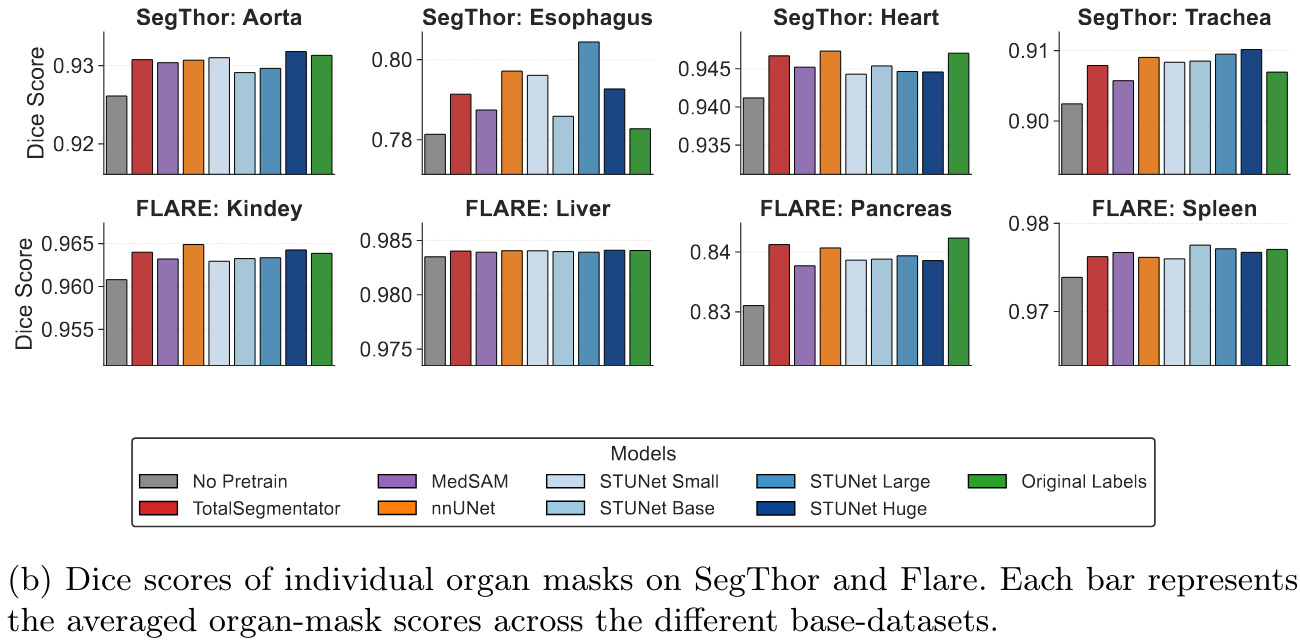 SegThor: Aorta SegThor: Esophagus SegThor: Heart SegThor: Trachea
Dice Score
0.93
0.92
0.80
0.78
0.945
0.940
0.935
0.91
0.90
FLARE: Kindey FLARE: Liver FLARE: Pancreas FLARE: Spleen
Dice Score
0.965
0.960
0.955
0.985
0.980
0.975
0.84
0.83
0.98
0.97
Models
No Pretrain MedSAM STUNet Small STUNet Large Original Labels
TotalSegmentator nnUNet STUNet Base STUNet Huge
(b) Dice scores of individual organ masks on SegThor and Flare. Each bar represents
the averaged organ-mask scores across the different base-datasets.